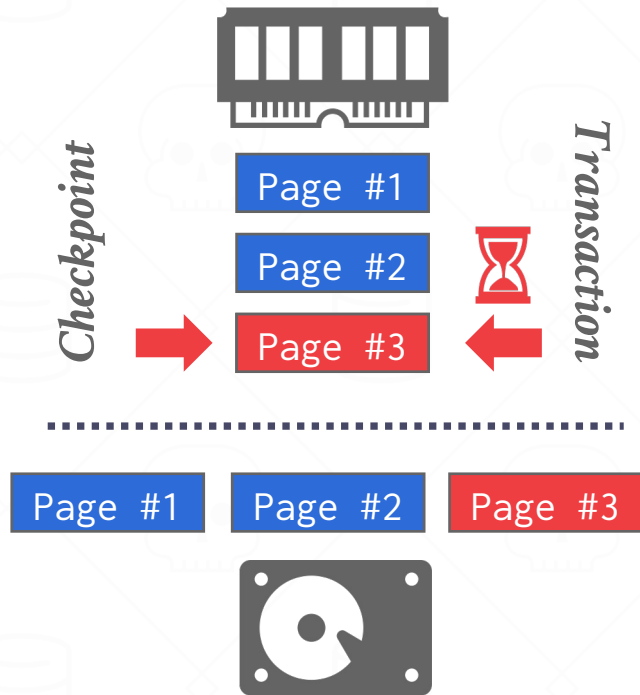 Page #1
Checkpoint
Transaction
Page #2
Page #3
Page #1
Page #2
Page #3